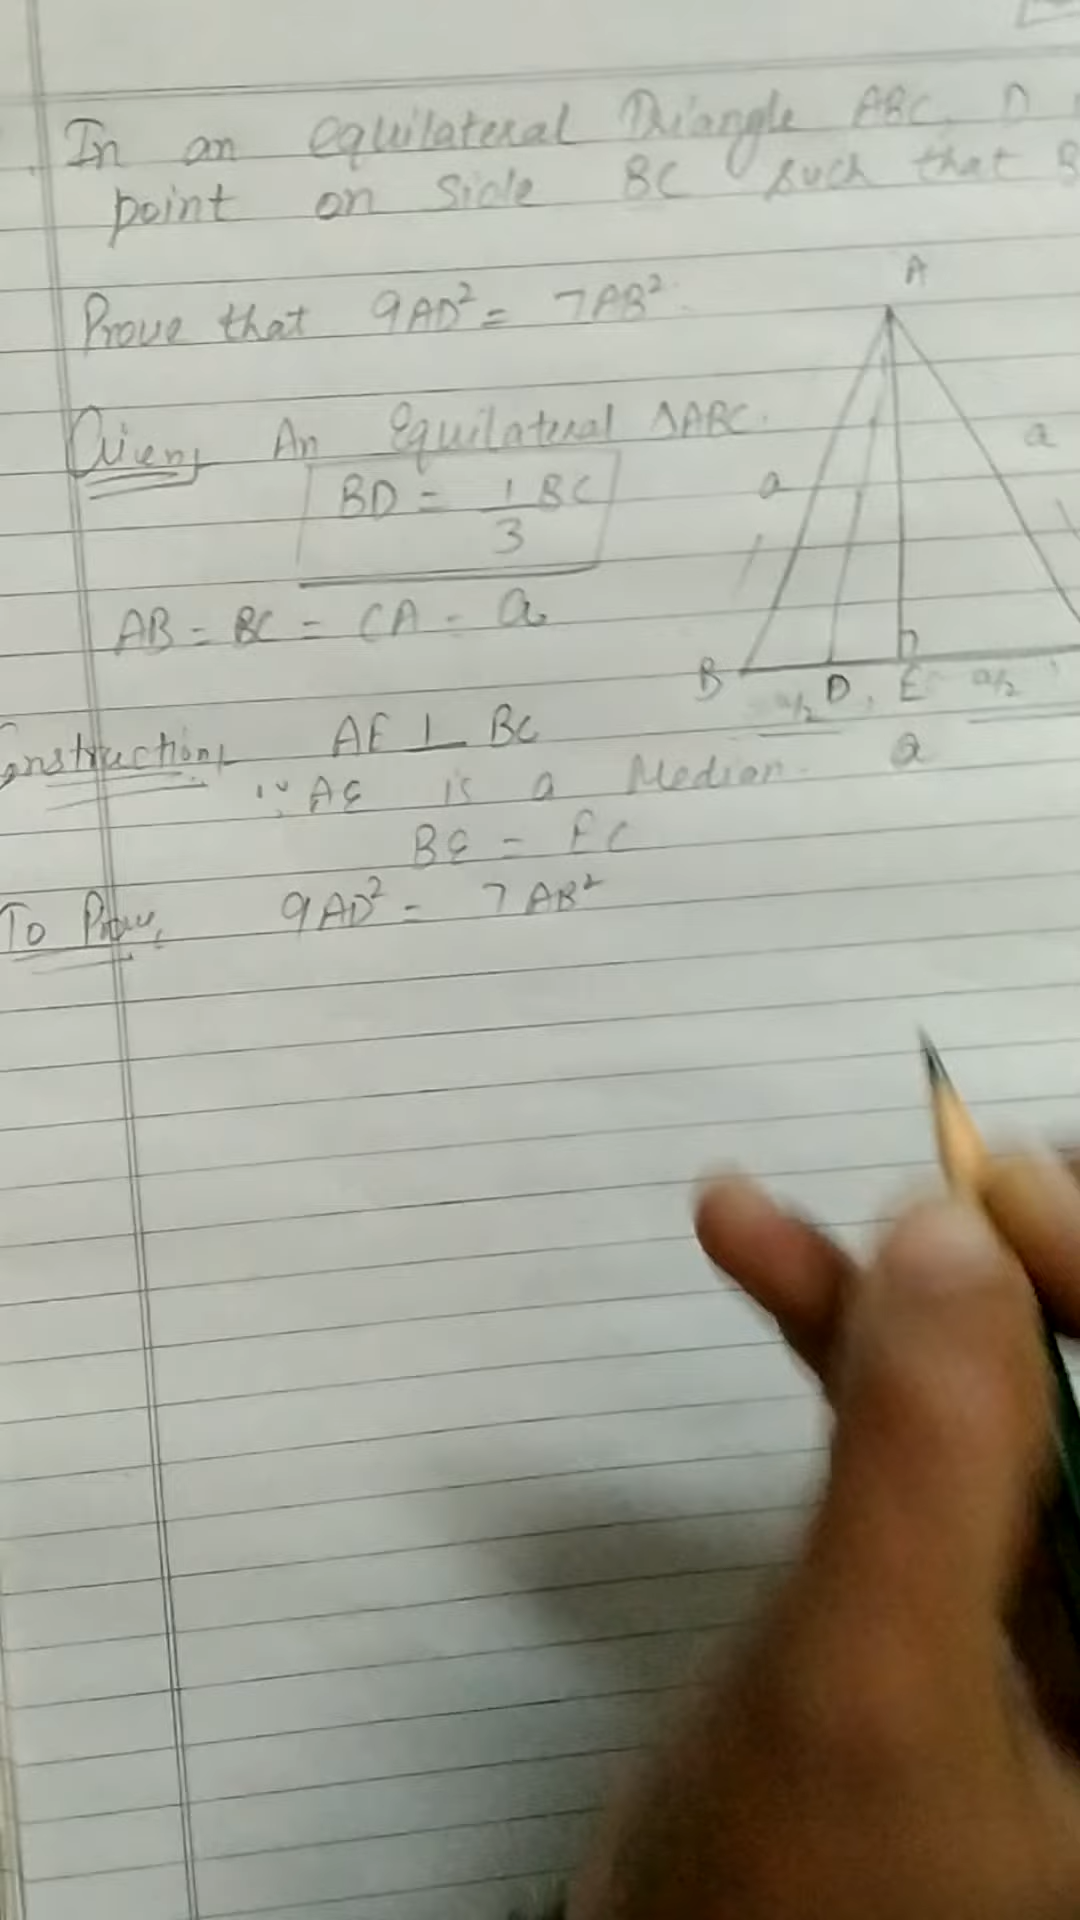 In an equilateral Triangle ABC, D
point on side BC such that B
Prove that 9AD² = 7AB²
Given, An Equilateral ΔABC.
BD = 1/3 BC
AB = BC = CA = a
Construction, AE ⊥ BC
∵ AE is a Median.
BE = EC
To Prove, 9AD² = 7AB²
A
a
a
B a/2 D E a/2
a